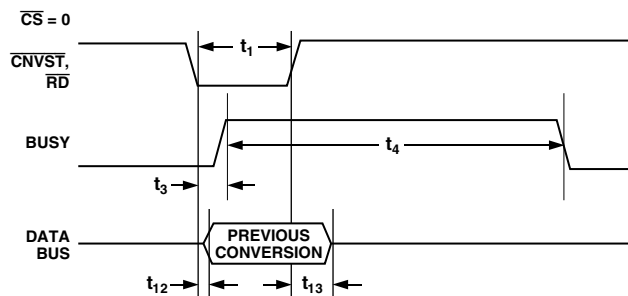 CS = 0
t1
CNVST,
RD
BUSY
t4
t3
DATA
BUS
PREVIOUS
CONVERSION
t12
t13